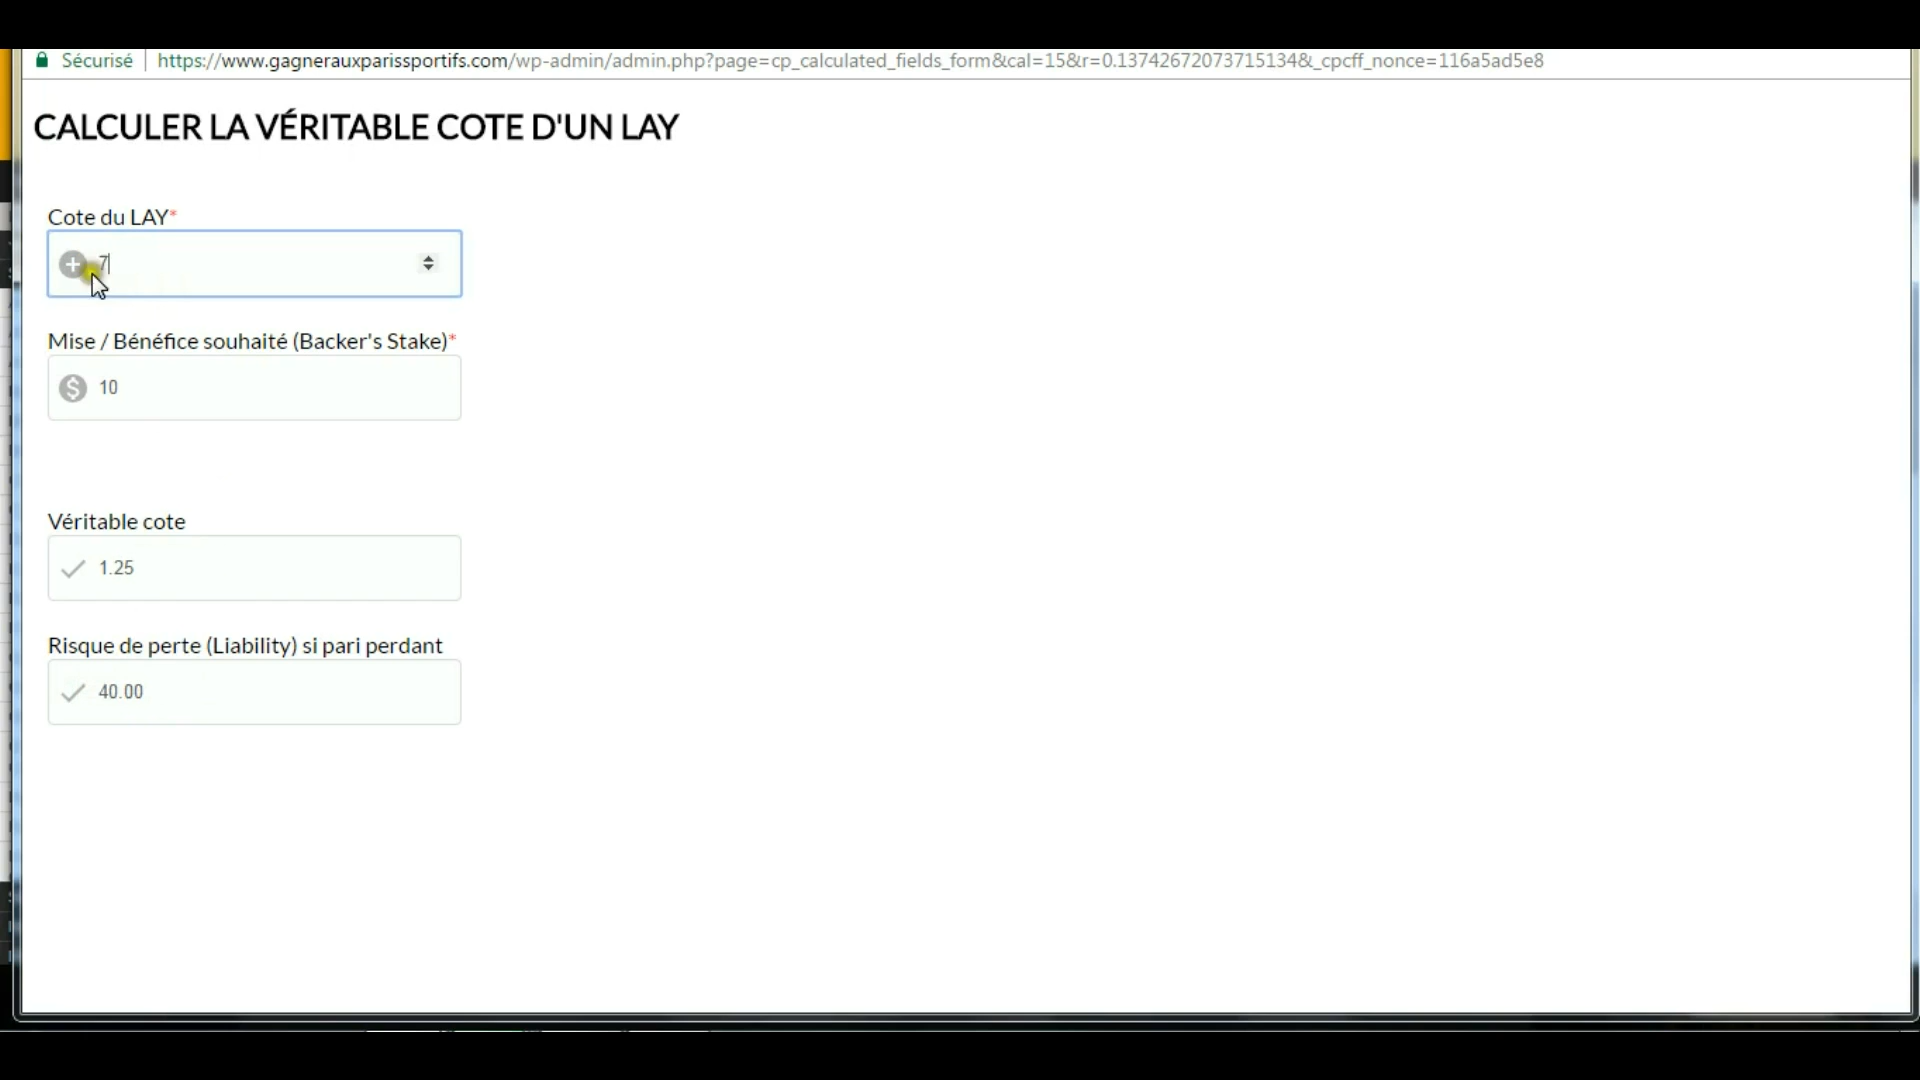 Sécurisé https://www.gagnerauxparissportifs.com/wp-admin/admin.php?page=cp_calculated_fields_form&cal=15&r=0.1374267207371​5134&_cpcff_nonce=116a5ad5e8
CALCULER LA VÉRITABLE COTE D'UN LAY
Cote du LAY*
7
Mise / Bénéfice souhaité (Backer's Stake)*
10
Véritable cote
1.25
Risque de perte (Liability) si pari perdant
40.00